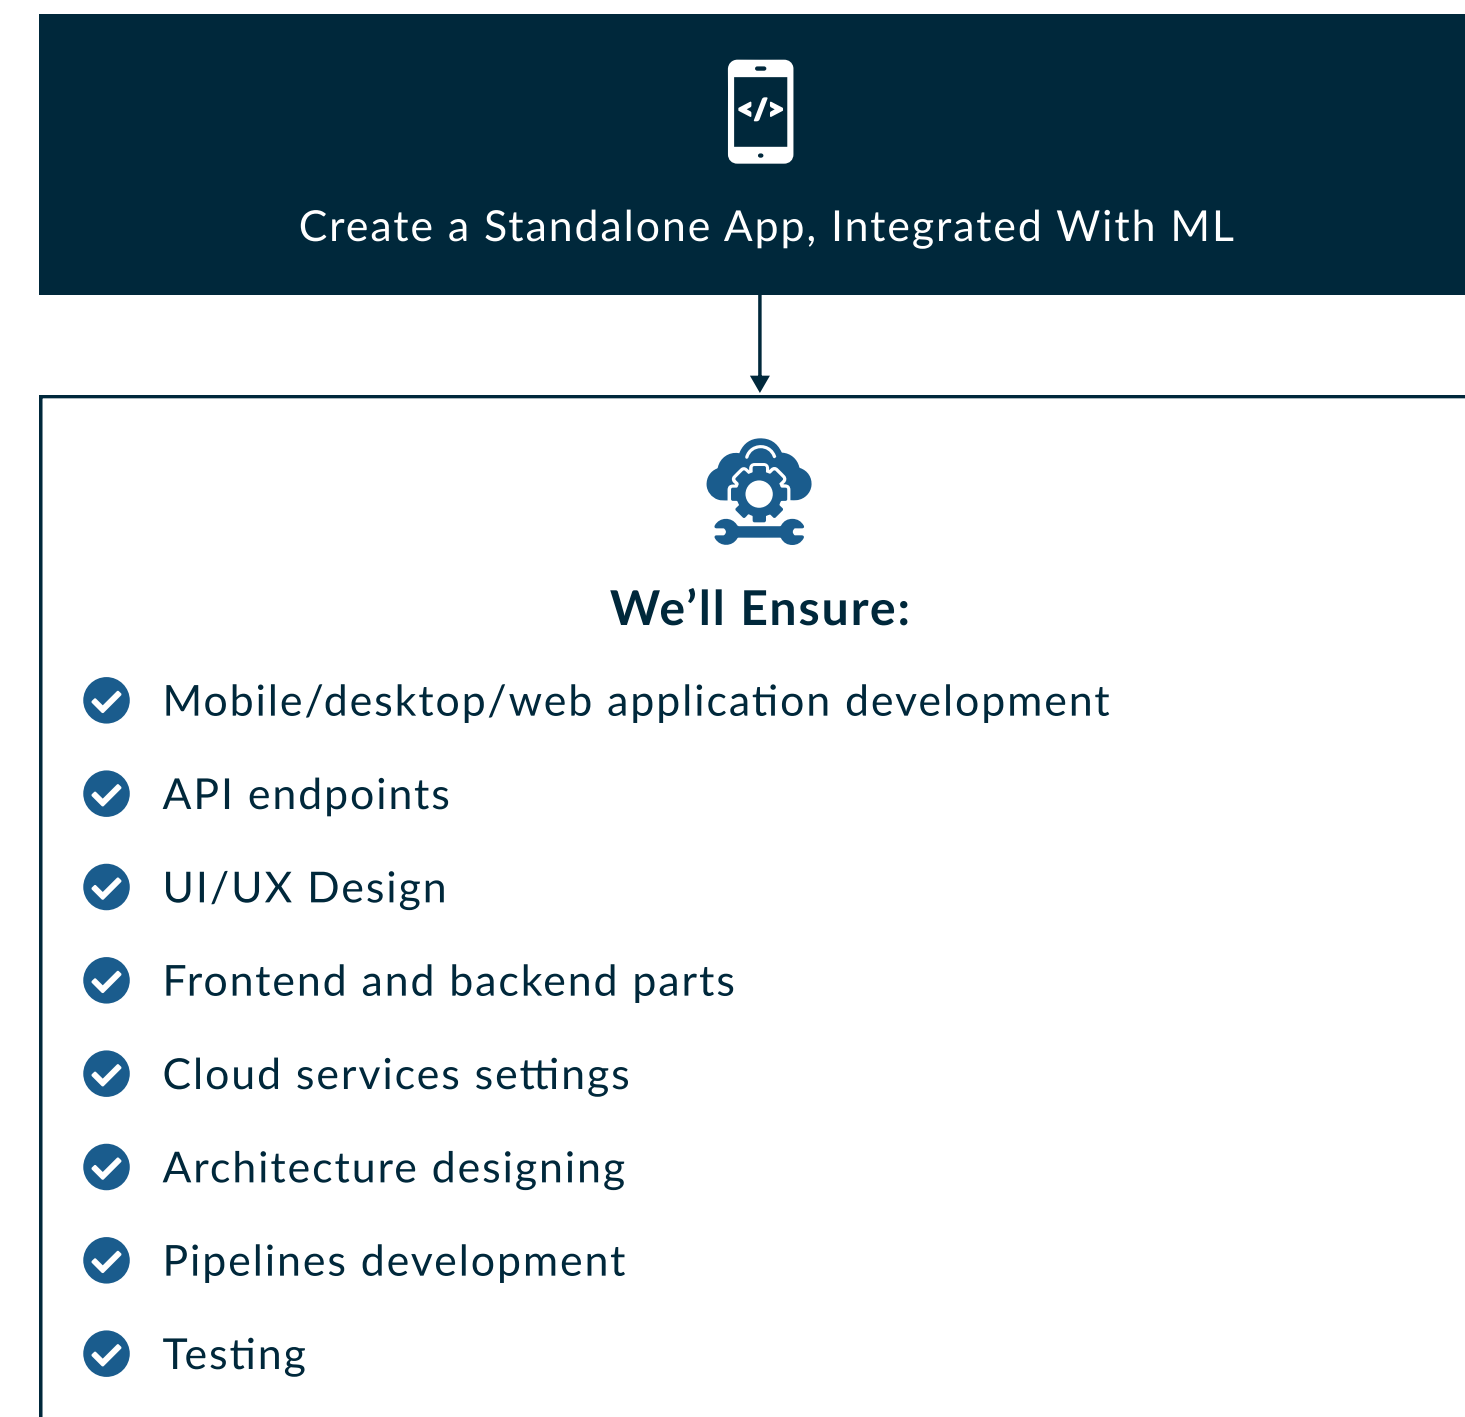 </>
Create a Standalone App, Integrated With ML
We’ll Ensure:
Mobile/desktop/web application development
API endpoints
UI/UX Design
Frontend and backend parts
Cloud services settings
Architecture designing
Pipelines development
Testing